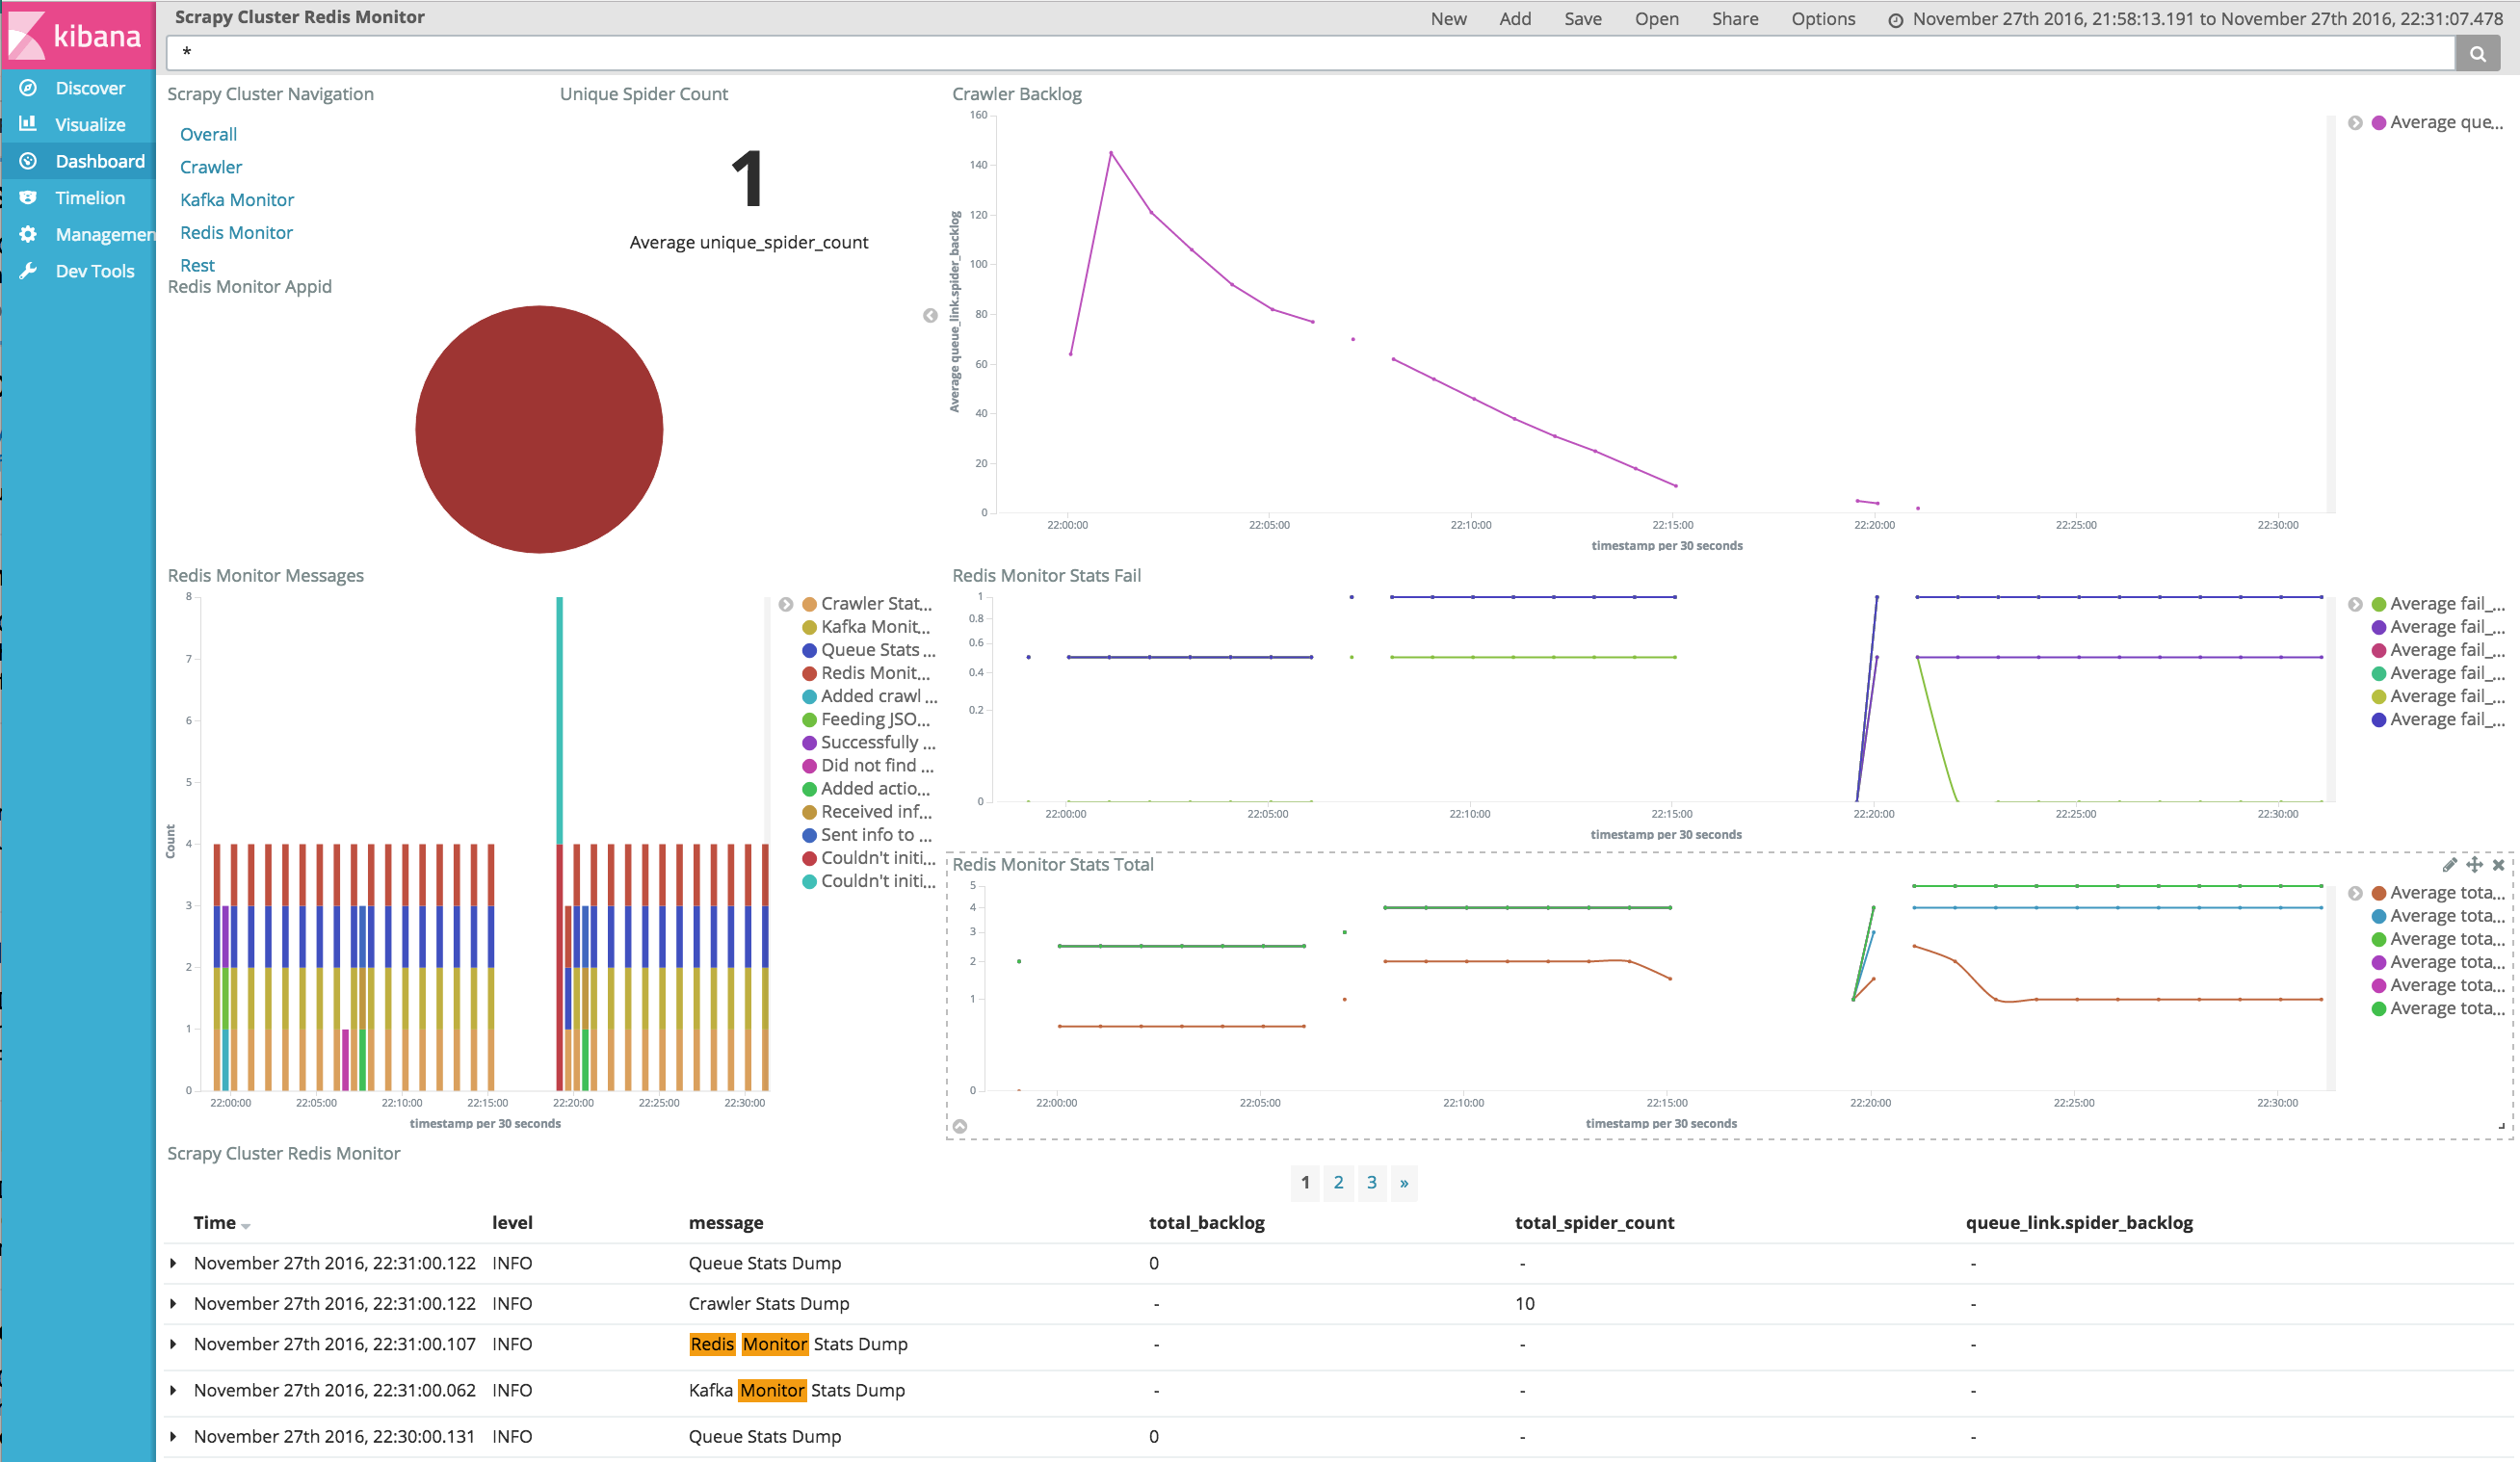 kibana
Discover
Visualize
Dashboard
Timelion
Managemen
Dev Tools
Scrapy Cluster Redis Monitor
New Add Save Open Share Options November 27th 2016, 21:58:13.191 to November 27th 2016, 22:31:07.478
*
Scrapy Cluster Navigation
Overall
Crawler
Kafka Monitor
Redis Monitor
Rest
Unique Spider Count
1
Average unique_spider_count
Redis Monitor Appid
Crawler Backlog
Average queue_link.spider_backlog
160
140
120
100
80
60
40
20
0
22:00:00 22:05:00 22:10:00 22:15:00 22:20:00 22:25:00 22:30:00
timestamp per 30 seconds
Average que...
Redis Monitor Messages
Count
8
7
6
5
4
3
2
1
0
22:00:00 22:05:00 22:10:00 22:15:00 22:20:00 22:25:00 22:30:00
timestamp per 30 seconds
Crawler Stat...
Kafka Monit...
Queue Stats ...
Redis Monit...
Added crawl ...
Feeding JSO...
Successfully ...
Did not find ...
Added actio...
Received inf...
Sent info to ...
Couldn't initi...
Couldn't initi...
Redis Monitor Stats Fail
1
0.8
0.6
0.4
0.2
0
22:00:00 22:05:00 22:10:00 22:15:00 22:20:00 22:25:00 22:30:00
timestamp per 30 seconds
Average fail_...
Average fail_...
Average fail_...
Average fail_...
Average fail_...
Average fail_...
Redis Monitor Stats Total
5
4
3
2
1
0
22:00:00 22:05:00 22:10:00 22:15:00 22:20:00 22:25:00 22:30:00
timestamp per 30 seconds
Average tota...
Average tota...
Average tota...
Average tota...
Average tota...
Average tota...
Scrapy Cluster Redis Monitor
1 2 3 »
Time level message total_backlog total_spider_count queue_link.spider_backlog
November 27th 2016, 22:31:00.122 INFO Queue Stats Dump 0 - -
November 27th 2016, 22:31:00.122 INFO Crawler Stats Dump - 10 -
November 27th 2016, 22:31:00.107 INFO Redis Monitor Stats Dump - - -
November 27th 2016, 22:31:00.062 INFO Kafka Monitor Stats Dump - - -
November 27th 2016, 22:30:00.131 INFO Queue Stats Dump 0 - -